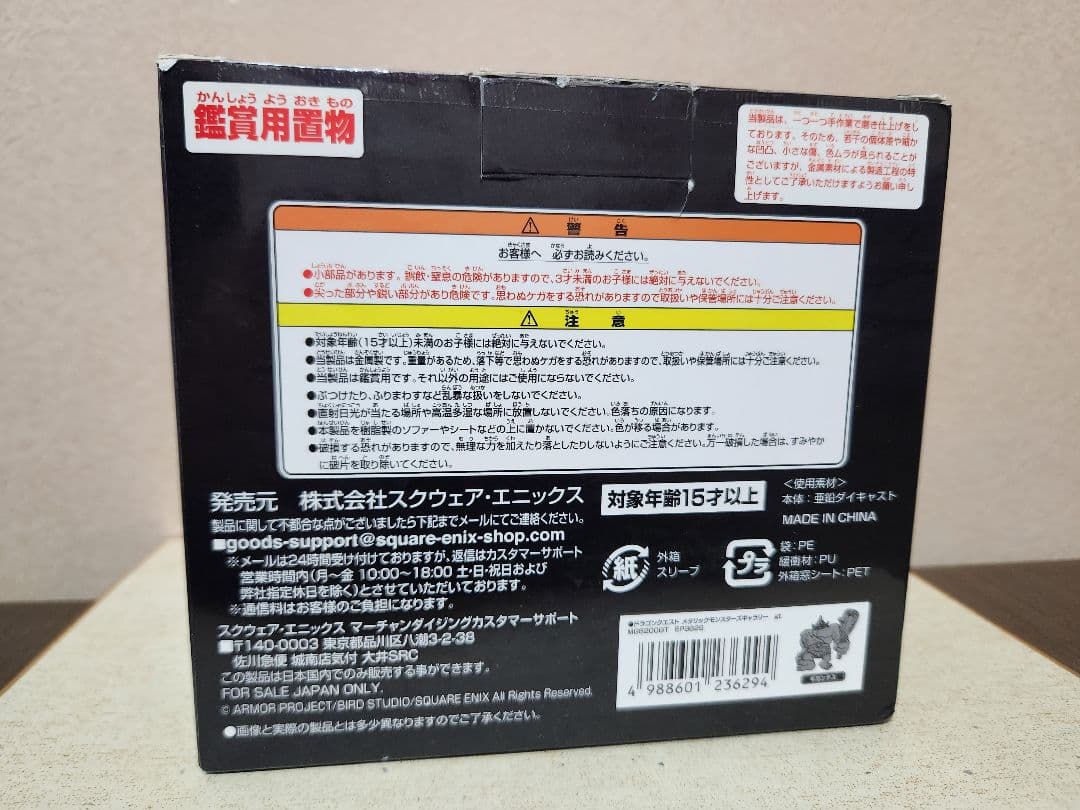 かんしょう よう おき もの
鑑賞用置物
当製品は、一つ一つ手作業で磨き仕上げをし
ております。そのため、若干の個体差や細か
な凹凸、小さな傷、色ムラが見られることが
ございますが、金属素材による製造工程の特
性としてご了承いただけますようお願い申し
上げます。
⚠ 警告
お客様へ 必ずお読みください。
●小部品があります。誤飲・窒息の危険がありますので、3才未満のお子様には絶対に与えないでください。
●尖った部分や鋭い部分があり危険です。思わぬケガをする恐れがありますので取扱いや保管場所には十分ご注意ください。
⚠ 注意
●対象年齢(15才以上)未満のお子様には絶対に与えないでください。
●当製品は金属製です。重量があるため、落下等で思わぬケガをする恐れがありますので、取扱いや保管場所には十分ご注意ください。
●当製品は鑑賞用です。それ以外の用途にはご使用にならないでください。
●ぶつけたり、ふりまわすなど乱暴な扱いをしないでください。
●直射日光が当たる場所や高温多湿な場所に放置しないでください。色落ちの原因になります。
●本製品を樹脂製のソファーやシートなどの上に置かないでください。色が移る場合があります。
●破損する恐れがありますので、無理な力を加えたり落としたりしないようにご注意ください。万一破損した場合は、すみやか
に破片を取り除いてください。
発売元 株式会社スクウェア・エニックス
対象年齢15才以上
<使用素材>
本体：亜鉛ダイキャスト
MADE IN CHINA
製品に関して不都合な点がございましたら下記までメールにてご連絡ください。
■goods-support@square-enix-shop.com
※メールは24時間受け付けておりますが、返信はカスタマーサポート
営業時間内(月〜金 10:00〜18:00 土・日・祝日および
弊社指定休日を除く)とさせていただいております。
※通信料はお客様のご負担になります。
紙
外箱
スリーブ
プラ
袋：PE
緩衝材：PU
外箱窓シート：PET
スクウェア・エニックス マーチャンダイジングカスタマーサポート
■〒140-0003 東京都品川区八潮3-2-38
佐川急便 城南店気付 大井SRC
この製品は日本国内でのみ販売する事ができます。
FOR SALE JAPAN ONLY.
© ARMOR PROJECT/BIRD STUDIO/SQUARE ENIX All Rights Reserved.
●画像と実際の製品とは多少異なりますのでご了承ください。
●ドラゴンクエスト メタリックモンスターズギャラリー
4 988601 236294
ギガンテス